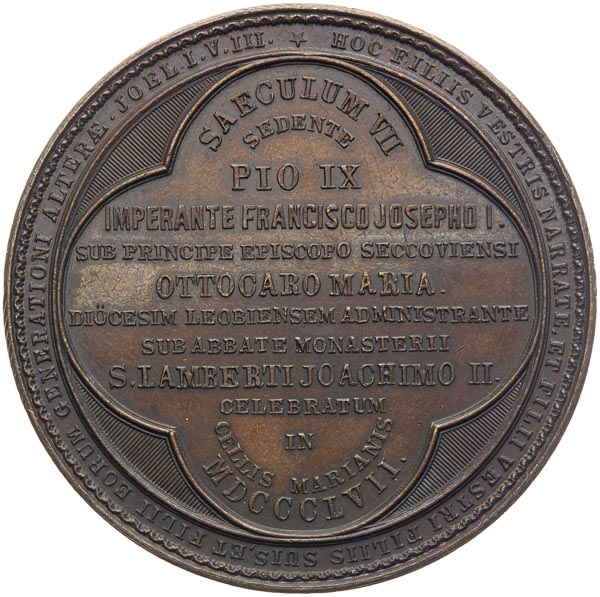 ★ HOC FILIIS VESTRIS NARRATE, ET FILII VESTRI FILIIS SUIS, ET FILII EORUM GENERATIONI ALTERÆ. JOEL I. V. III.
SAECULUM VII
SEDENTE
PIO IX
IMPERANTE FRANCISCO JOSEPHO I.
SUB PRINCIPE EPISCOPO SECCOVIENSI
OTTOCARO MARIA.
DIÖCESIM LEOBIENSEM ADMINISTRANTE
SUB ABBATE MONASTERII
S. LAMBERTI JOACHIMO II.
CELEBRATUM
IN
CELLIS MARIANIS
MDCCCLVII.